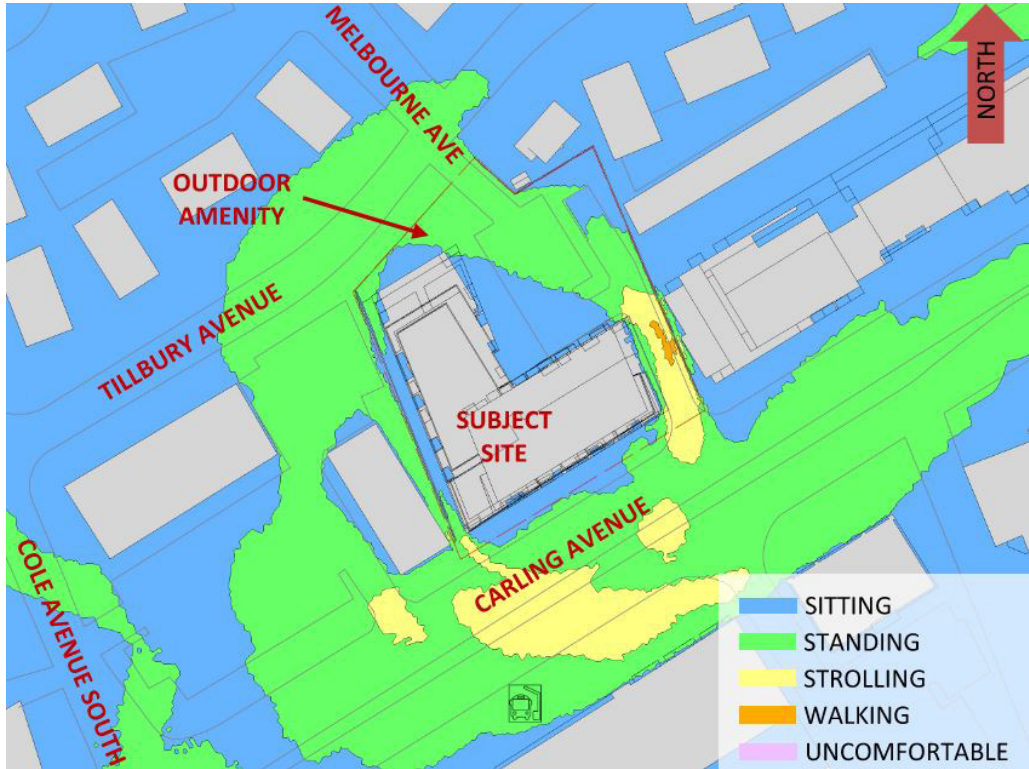 MELBOURNE AVE
NORTH
OUTDOOR
AMENITY
TILLBURY AVENUE
SUBJECT
SITE
CARLING AVENUE
COLE AVENUE SOUTH
SITTING
STANDING
STROLLING
WALKING
UNCOMFORTABLE